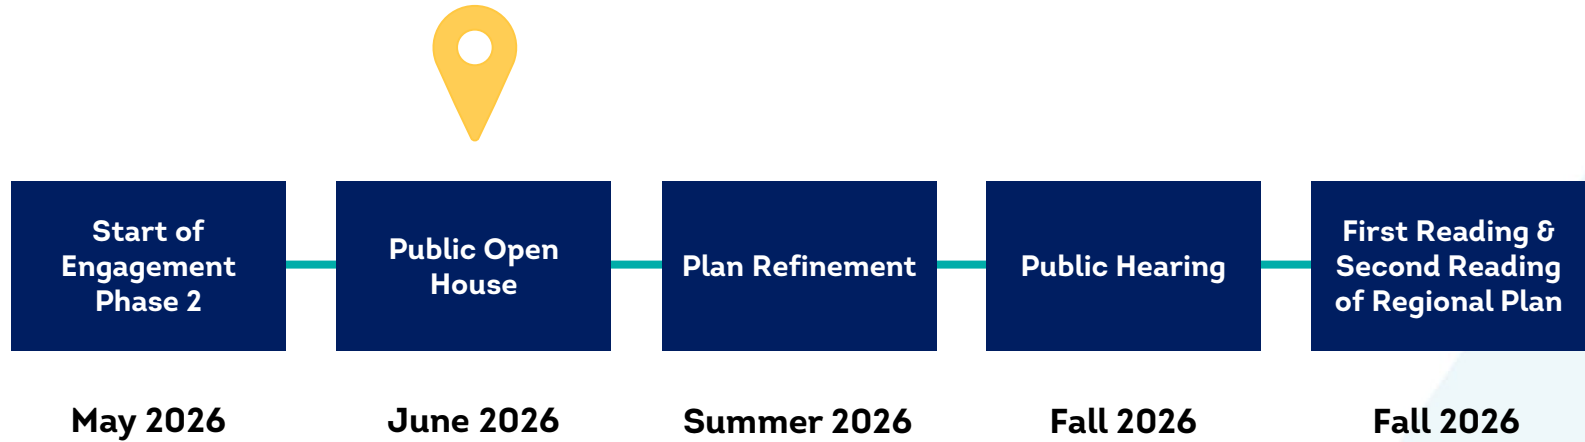 Start of
Engagement
Phase 2
Public Open
House
Plan Refinement
Public Hearing
First Reading &
Second Reading
of Regional Plan
May 2026
June 2026
Summer 2026
Fall 2026
Fall 2026